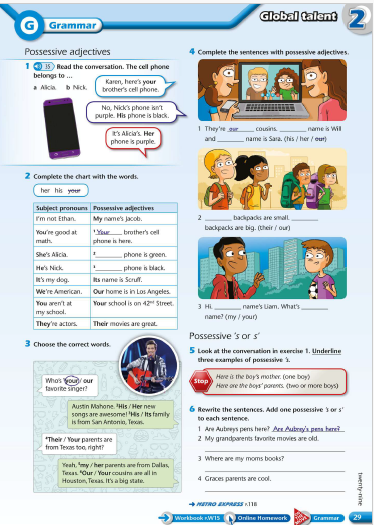 G Grammar
Global talent 2
Possessive adjectives
1 35 Read the conversation. The cell phone
belongs to ...
a Alicia. b Nick.
Karen, here's your
brother's cell phone.
No, Nick's phone isn't
purple. His phone is black.
It's Alicia's. Her
phone is purple.
2 Complete the chart with the words.
her his your
Subject pronouns Possessive adjectives
I'm not Ethan. My name's Jacob.
You're good at
math.
1 Your brother's cell
phone is here.
She's Alicia. 2 phone is green.
He's Nick. 3 phone is black.
It's my dog. Its name is Scruff.
We're American. Our home is in Los Angeles.
You aren't at
my school.
Your school is on 42nd Street.
They're actors. Their movies are great.
3 Choose the correct words.
Who's 1your / our
favorite singer?
Austin Mahone. 2His / Her new
songs are awesome! 3His / Its family
is from San Antonio, Texas.
4Their / Your parents are
from Texas too, right?
Yeah. 5my / her parents are from Dallas,
Texas. 6Our / Your cousins are all in
Houston, Texas. It's a big state.
4 Complete the sentences with possessive adjectives.
1 They're our cousins. name is Will
and name is Sara. (his / her / our)
2 backpacks are small.
backpacks are big. (their / our)
3 Hi. name's Liam. What's
name? (my / your)
Possessive 's or s'
5 Look at the conversation in exercise 1. Underline
three examples of possessive 's.
Stop
Here is the boy's mother. (one boy)
Here are the boys' parents. (two or more boys)
6 Rewrite the sentences. Add one possessive 's or s'
to each sentence.
1 Are Aubreys pens here? Are Aubrey's pens here?
2 My grandparents favorite movies are old.
3 Where are my moms books?
4 Graces parents are cool.
twenty-nine
METRO EXPRESS p.118
Workbook p.W15 Online Homework Grammar 29